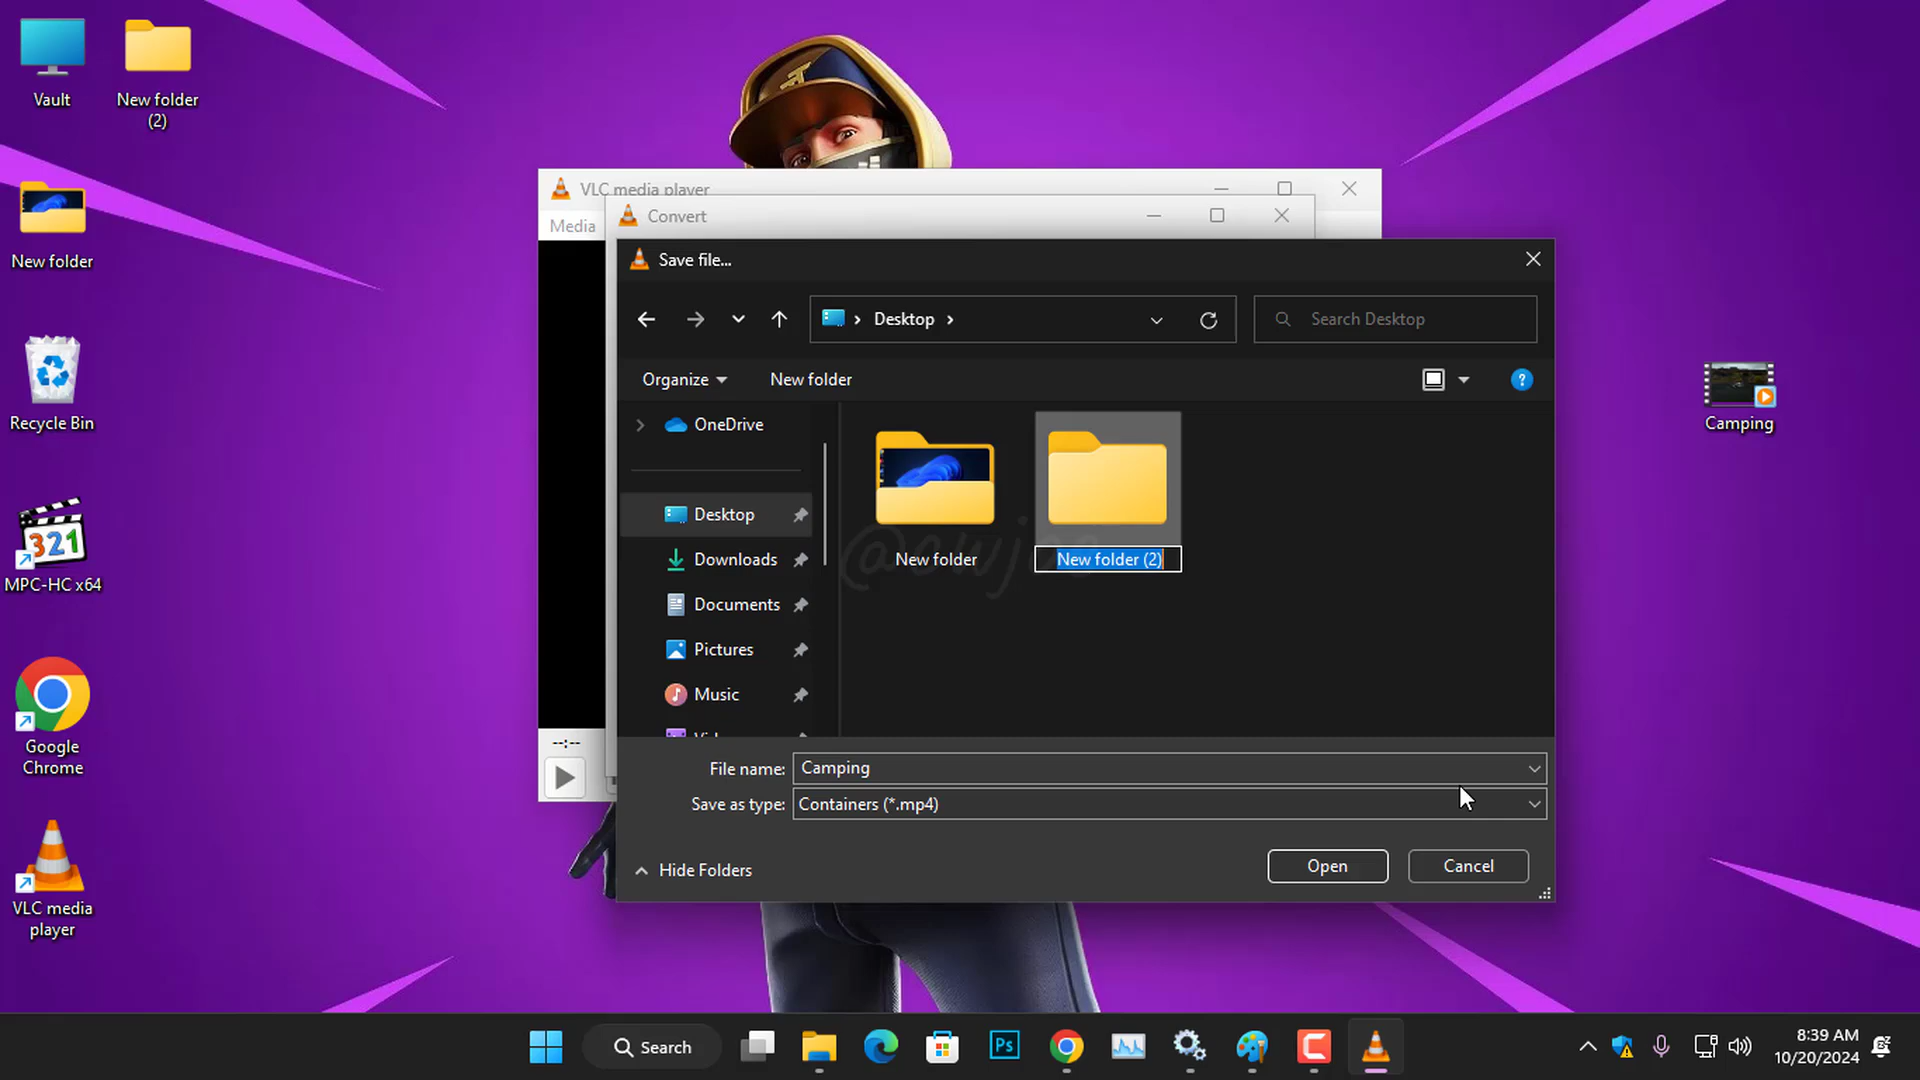 Vault
New folder
(2)
New folder
Recycle Bin
321
MPC-HC x64
Google
Chrome
VLC media
player
VLC media player
Media
Convert
Save file...
Desktop
Search Desktop
Organize
New folder
?
OneDrive
Desktop
Downloads
Documents
Pictures
Music
New folder
New folder (2)
--:--
File name:
Camping
Save as type:
Containers (*.mp4)
Hide Folders
Open
Cancel
Camping
Search
Ps
8:39 AM
10/20/2024